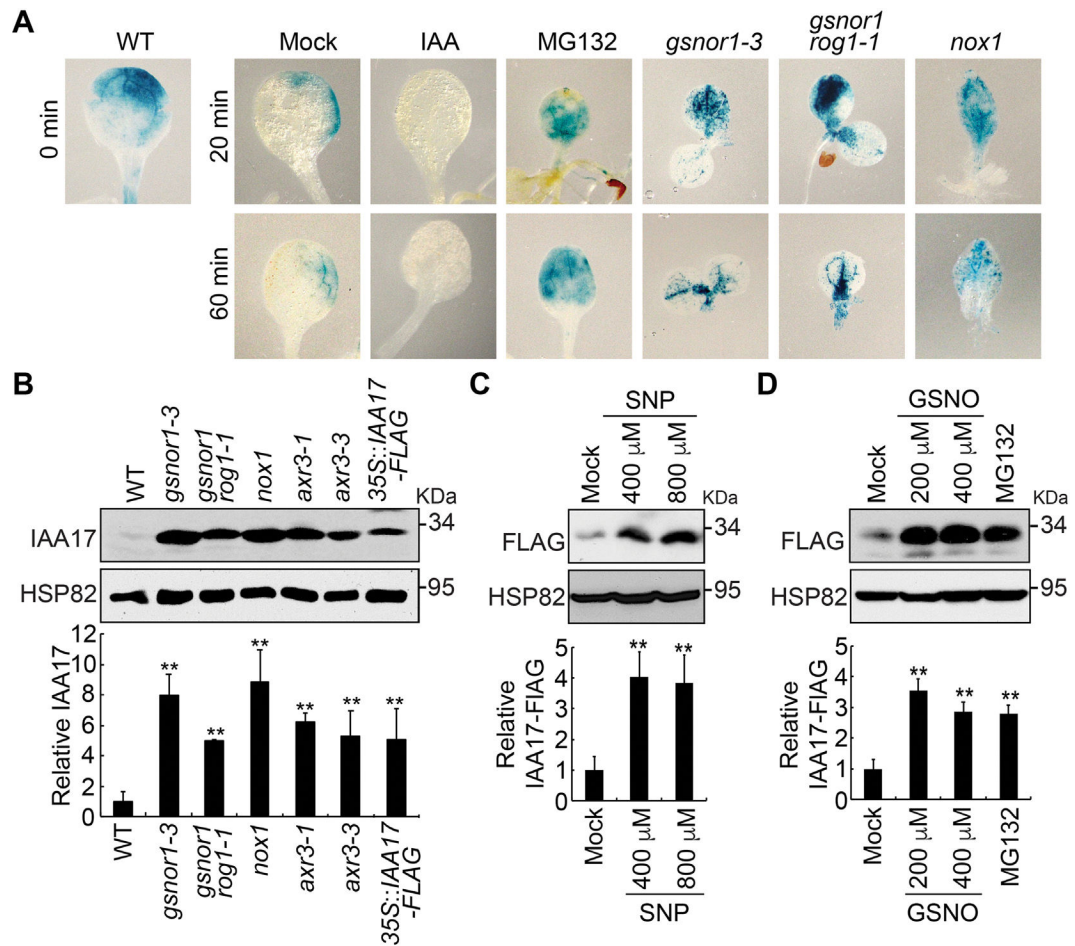 A
WT
Mock
IAA
MG132
gsnor1-3
gsnor1
rog1-1
nox1
0 min
20 min
60 min
B
WT
gsnor1-3
gsnor1
rog1-1
nox1
axr3-1
axr3-3
35S::IAA17
-FLAG
KDa
IAA17
34
HSP82
95
Relative IAA17
12
10
8
6
4
2
0
**
**
**
**
**
**
WT
gsnor1-3
gsnor1
rog1-1
nox1
axr3-1
axr3-3
35S::IAA17
-FLAG
C
SNP
Mock
400 µM
800 µM
KDa
FLAG
34
HSP82
95
Relative
IAA17-FlAG
5
4
3
2
1
0
**
**
Mock
400 µM
800 µM
SNP
D
GSNO
Mock
200 µM
400 µM
MG132
KDa
FLAG
34
HSP82
95
Relative
IAA17-FlAG
5
4
3
2
1
0
**
**
**
Mock
200 µM
400 µM
MG132
GSNO